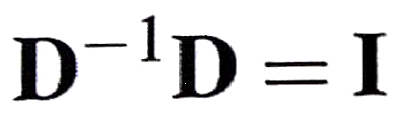 D⁻¹D = I